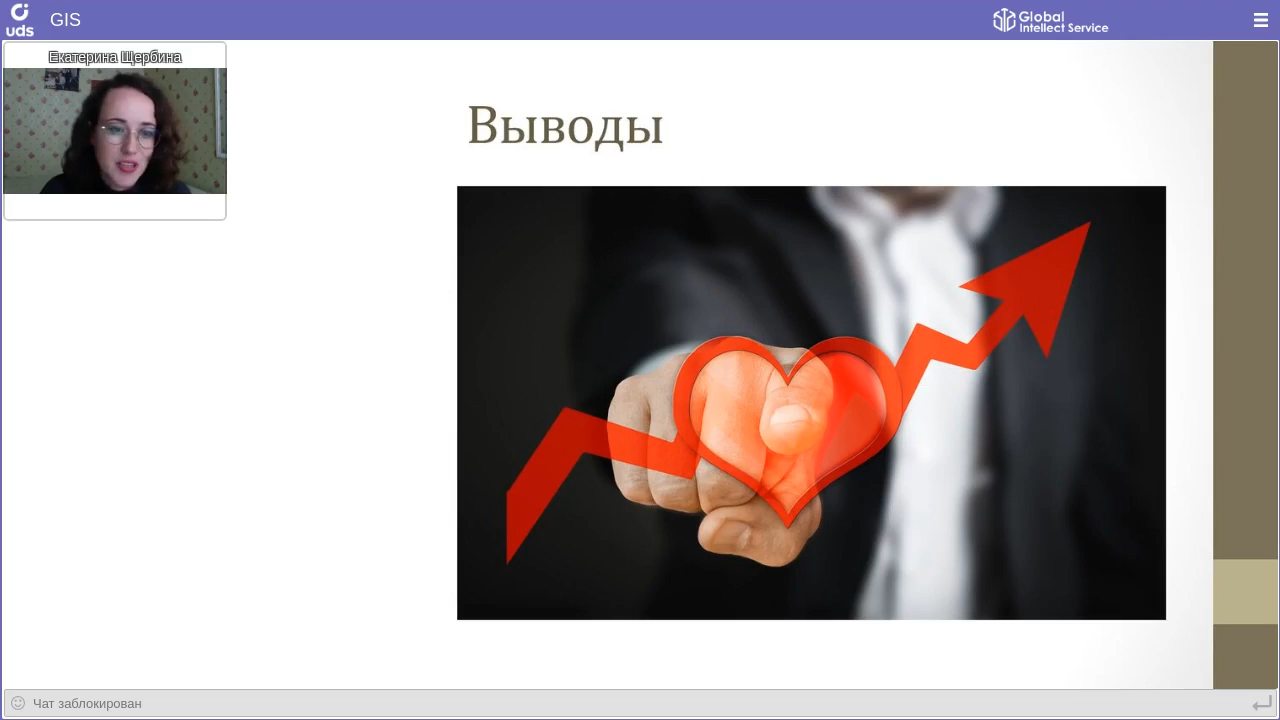 uds
GIS
Global
Intellect Service
Екатерина Щербина
Выводы
Чат заблокирован